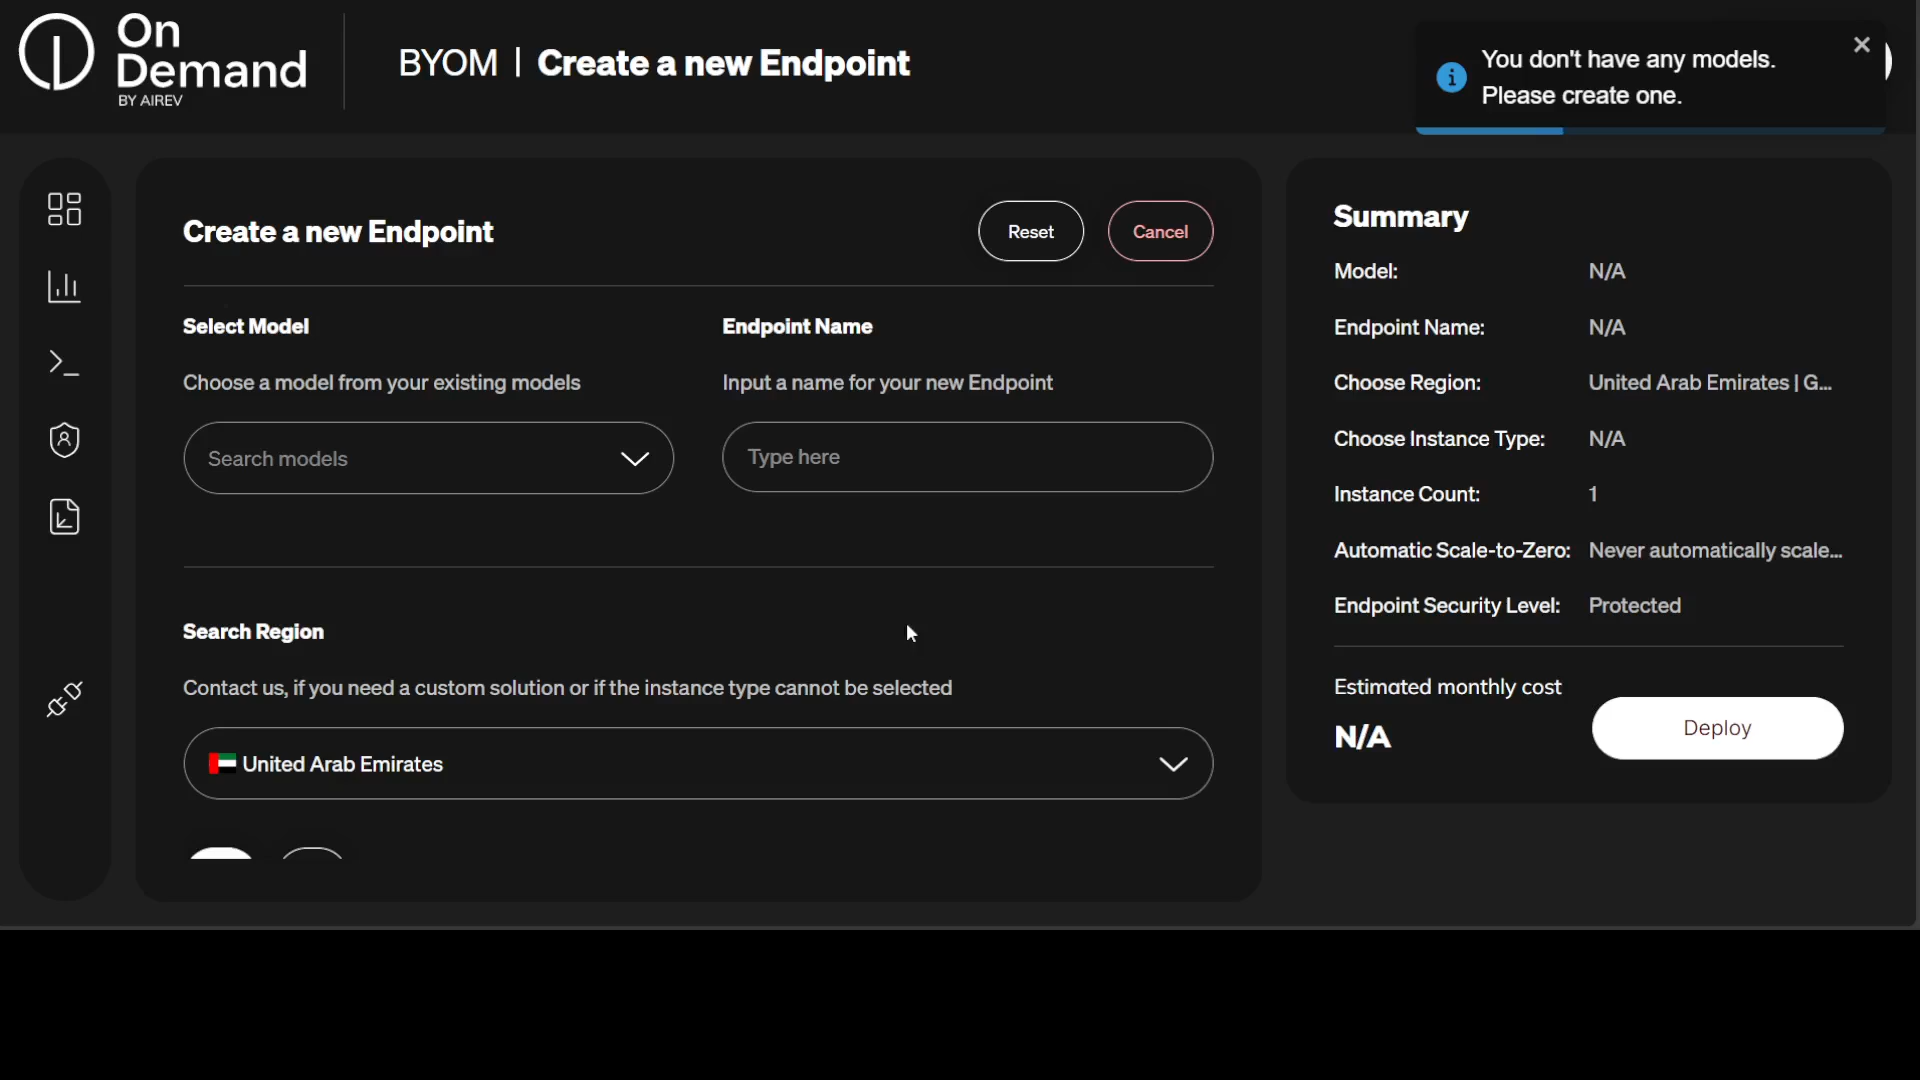 On
Demand
BY AIREV
BYOM | Create a new Endpoint
You don't have any models.
Please create one.
Create a new Endpoint
Reset
Cancel
Select Model
Choose a model from your existing models
Search models
Endpoint Name
Input a name for your new Endpoint
Type here
Search Region
Contact us, if you need a custom solution or if the instance type cannot be selected
United Arab Emirates
Summary
Model: N/A
Endpoint Name: N/A
Choose Region: United Arab Emirates | G...
Choose Instance Type: N/A
Instance Count: 1
Automatic Scale-to-Zero: Never automatically scale...
Endpoint Security Level: Protected
Estimated monthly cost
N/A
Deploy